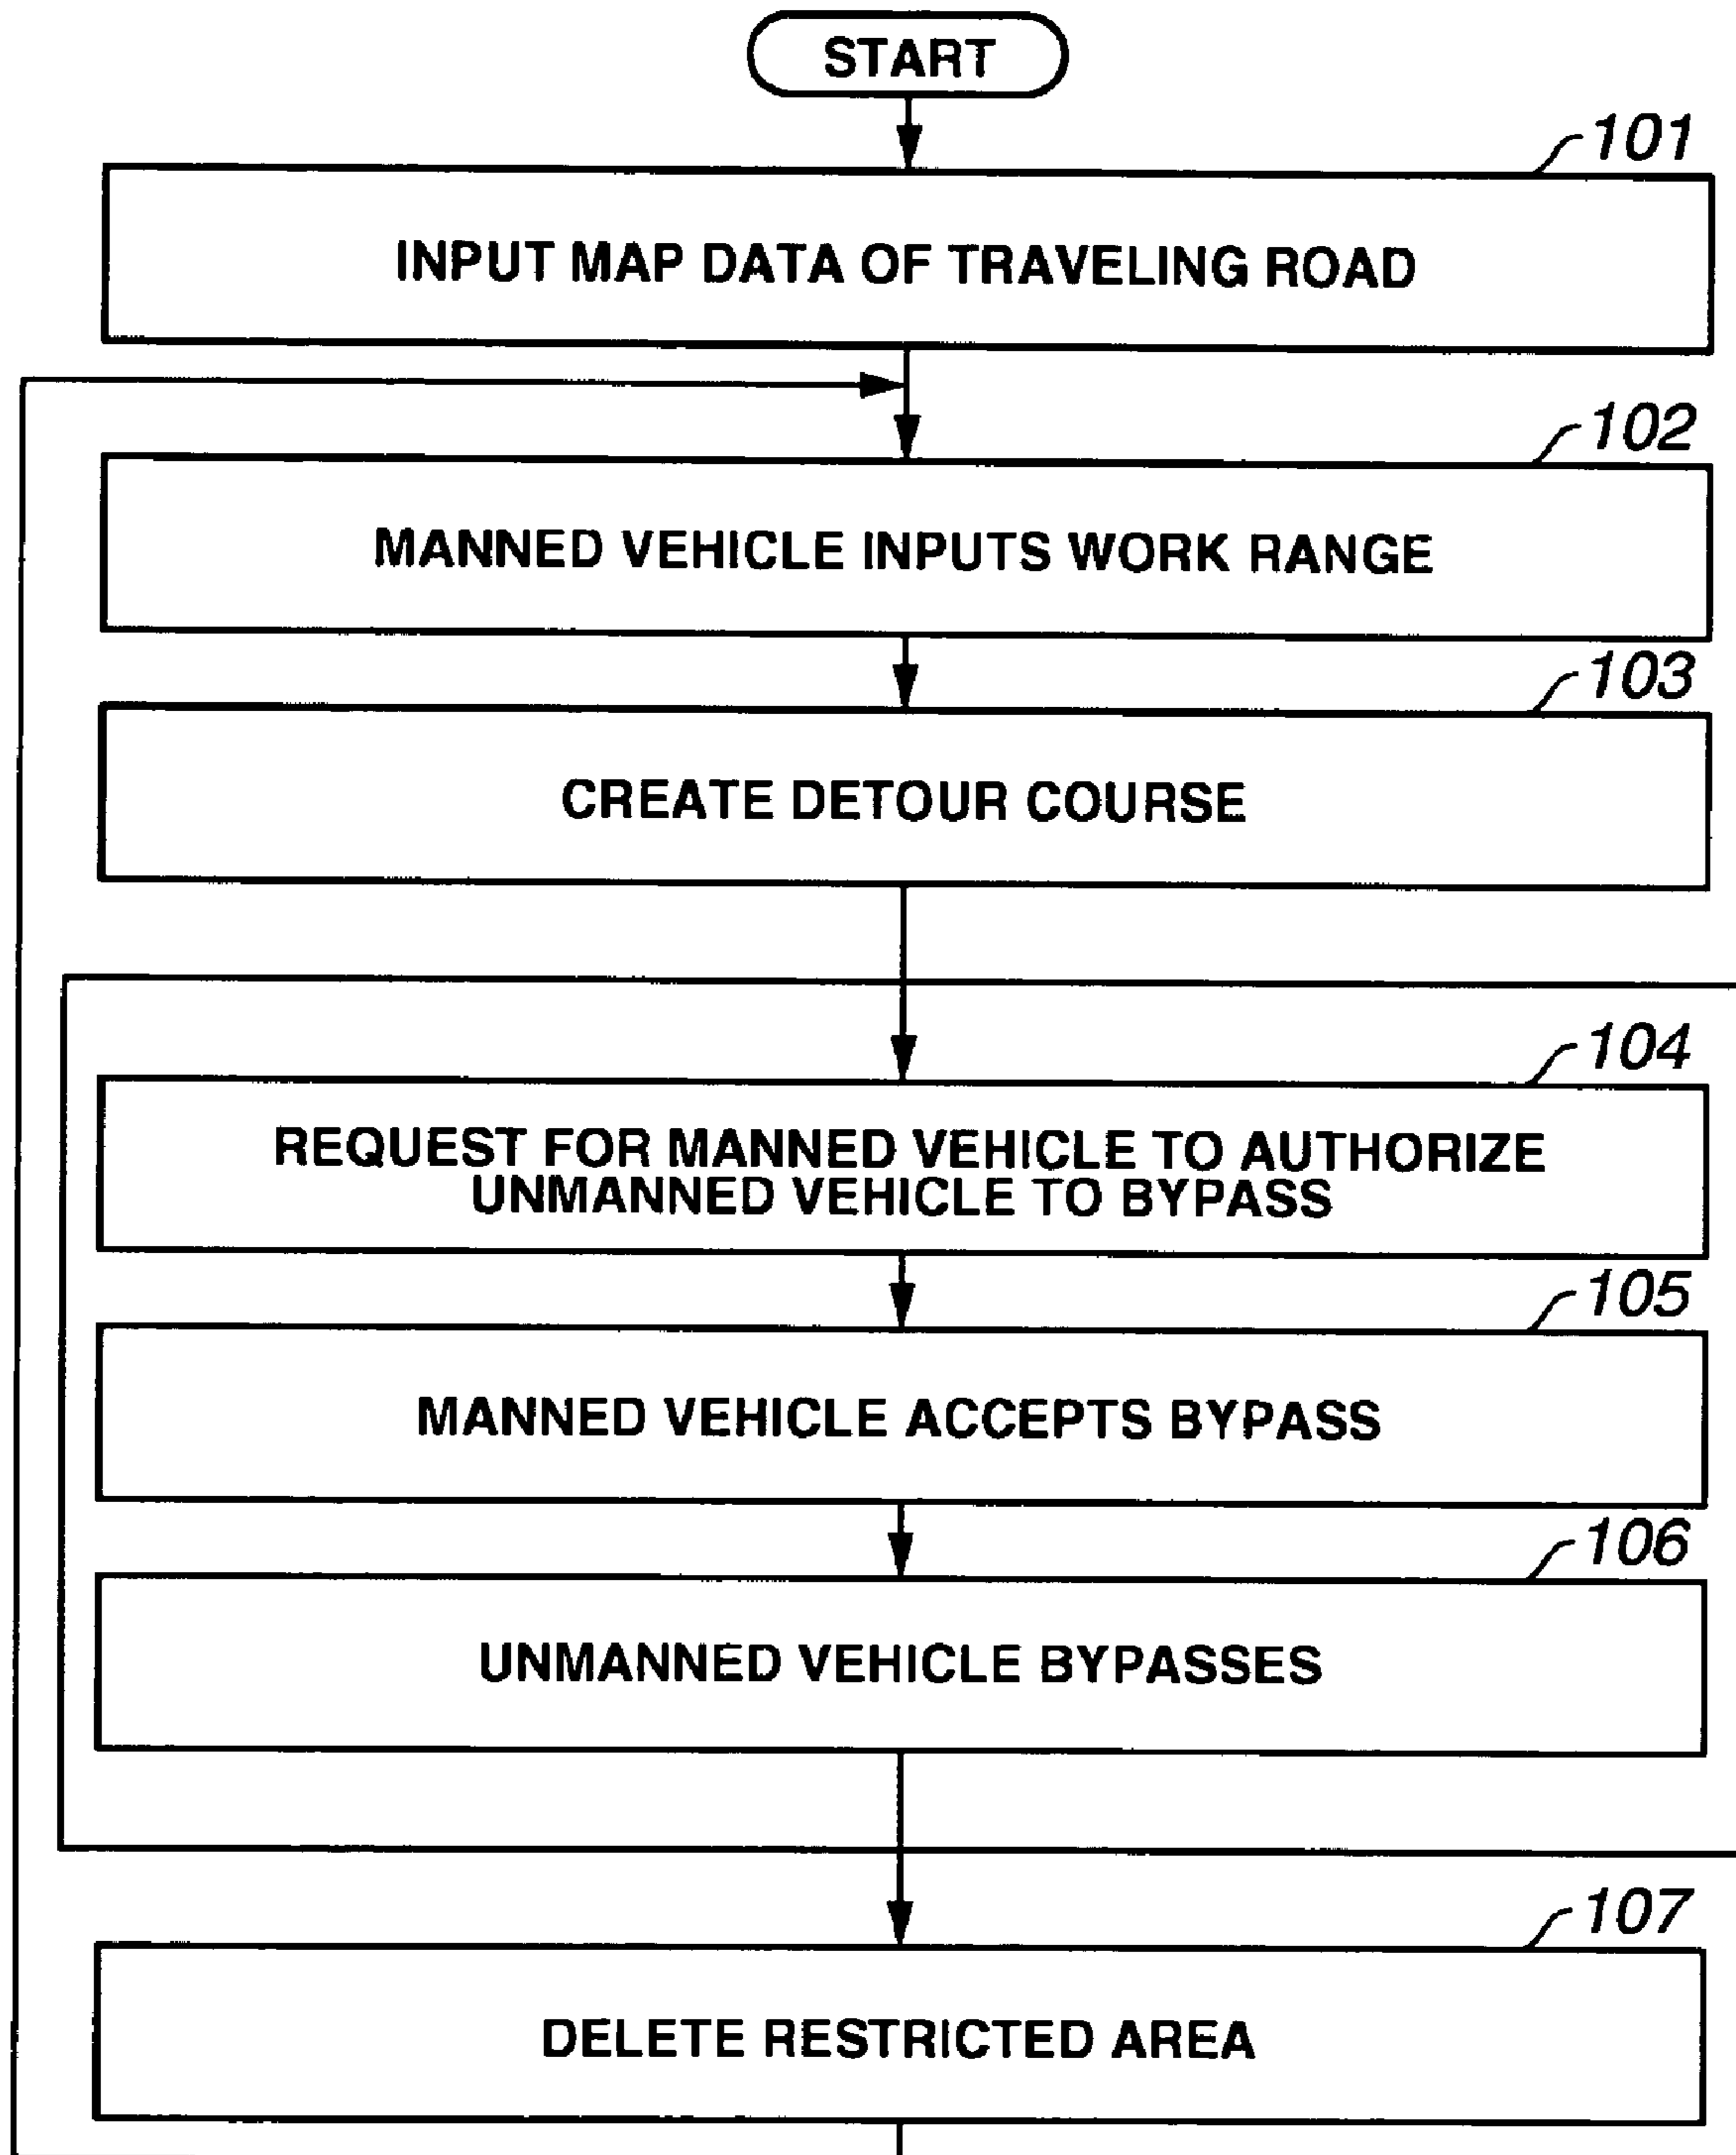 START
101
INPUT MAP DATA OF TRAVELING ROAD
102
MANNED VEHICLE INPUTS WORK RANGE
103
CREATE DETOUR COURSE
104
REQUEST FOR MANNED VEHICLE TO AUTHORIZE
UNMANNED VEHICLE TO BYPASS
105
MANNED VEHICLE ACCEPTS BYPASS
106
UNMANNED VEHICLE BYPASSES
107
DELETE RESTRICTED AREA